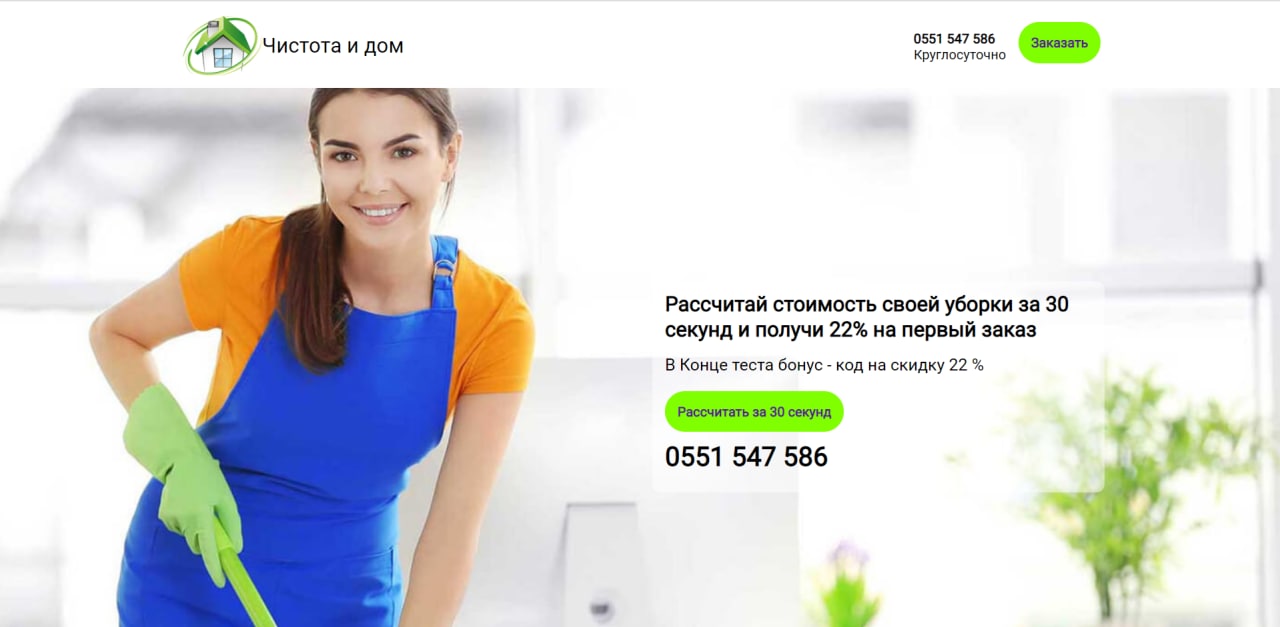 Чистота и дом
0551 547 586
Круглосуточно
Заказать
Рассчитай стоимость своей уборки за 30
секунд и получи 22% на первый заказ
В Конце теста бонус - код на скидку 22 %
Рассчитать за 30 секунд
0551 547 586